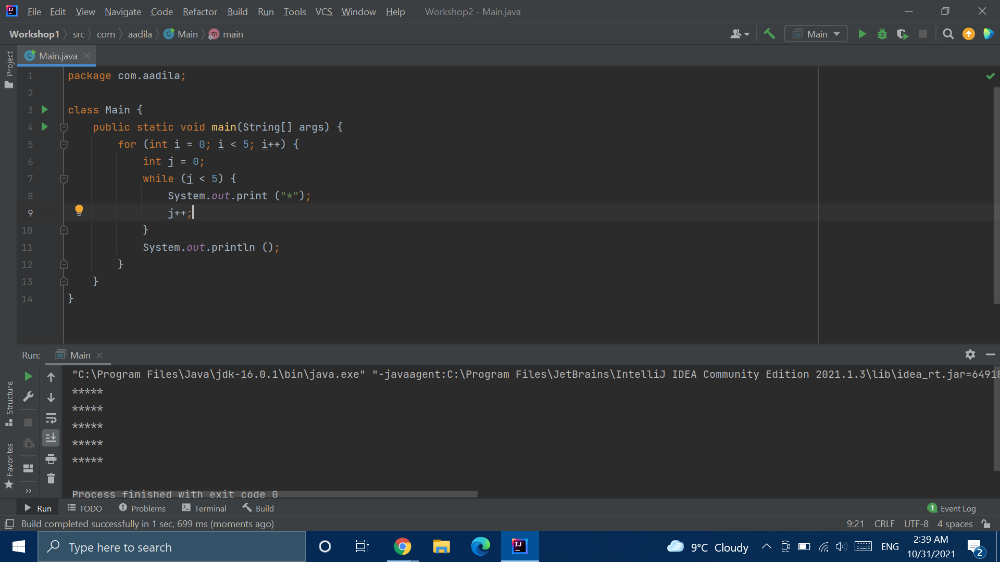 File Edit View Navigate Code Refactor Build Run Tools VCS Window Help Workshop2 - Main.java
Workshop1 src com aadila Main main
Main
Main.java
Project
1 package com.aadila;
2
3 class Main {
4 public static void main(String[] args) {
5 for (int i = 0; i < 5; i++) {
6 int j = 0;
7 while (j < 5) {
8 System.out.print ("*");
9 j++;
10 }
11 System.out.println ();
12 }
13 }
14 }
Run: Main
"C:\Program Files\Java\jdk-16.0.1\bin\java.exe" "-javaagent:C:\Program Files\JetBrains\IntelliJ IDEA Community Edition 2021.1.3\lib\idea_rt.jar=64918
*****
*****
*****
*****
*****
Process finished with exit code 0
Structure
Favorites
Run TODO Problems Terminal Build 1 Event Log
Build completed successfully in 1 sec, 699 ms (moments ago) 9:21 CRLF UTF-8 4 spaces
Type here to search
9°C Cloudy
ENG
2:39 AM
10/31/2021
2